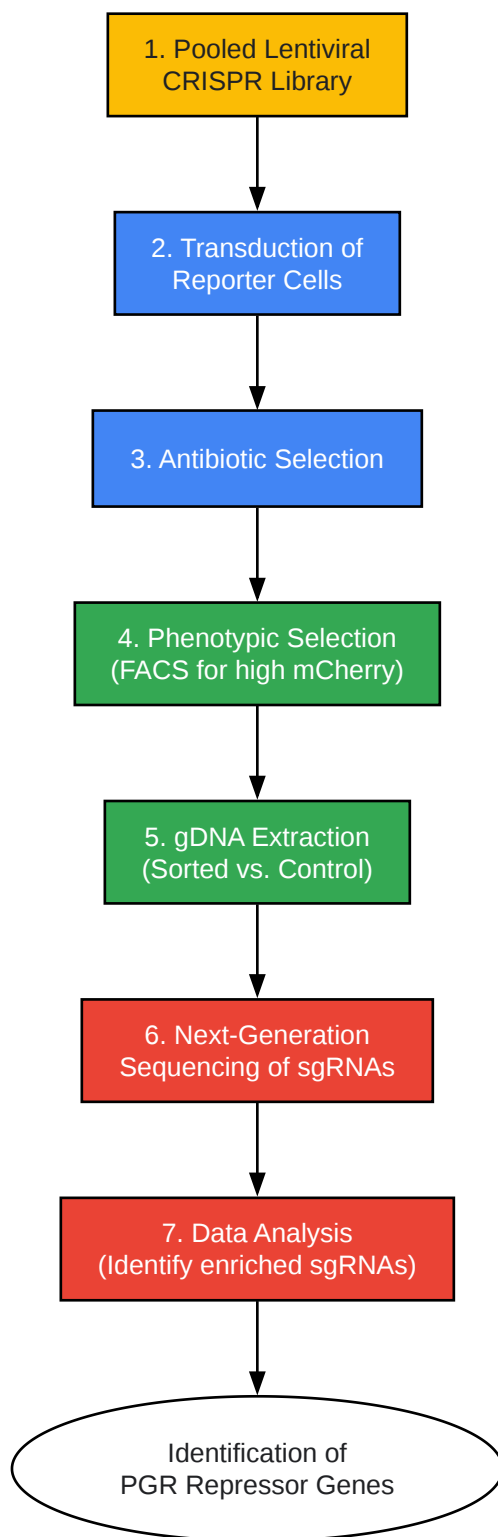 1. Pooled Lentiviral
CRISPR Library
2. Transduction of
Reporter Cells
3. Antibiotic Selection
4. Phenotypic Selection
(FACS for high mCherry)
5. gDNA Extraction
(Sorted vs. Control)
6. Next-Generation
Sequencing of sgRNAs
7. Data Analysis
(Identify enriched sgRNAs)
Identification of
PGR Repressor Genes